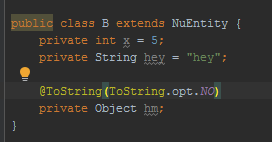 public class B extends NuEntity {
    private int x = 5;
    private String hey = "hey";
    @ToString(ToString.opt.NO)
    private Object hm;
}